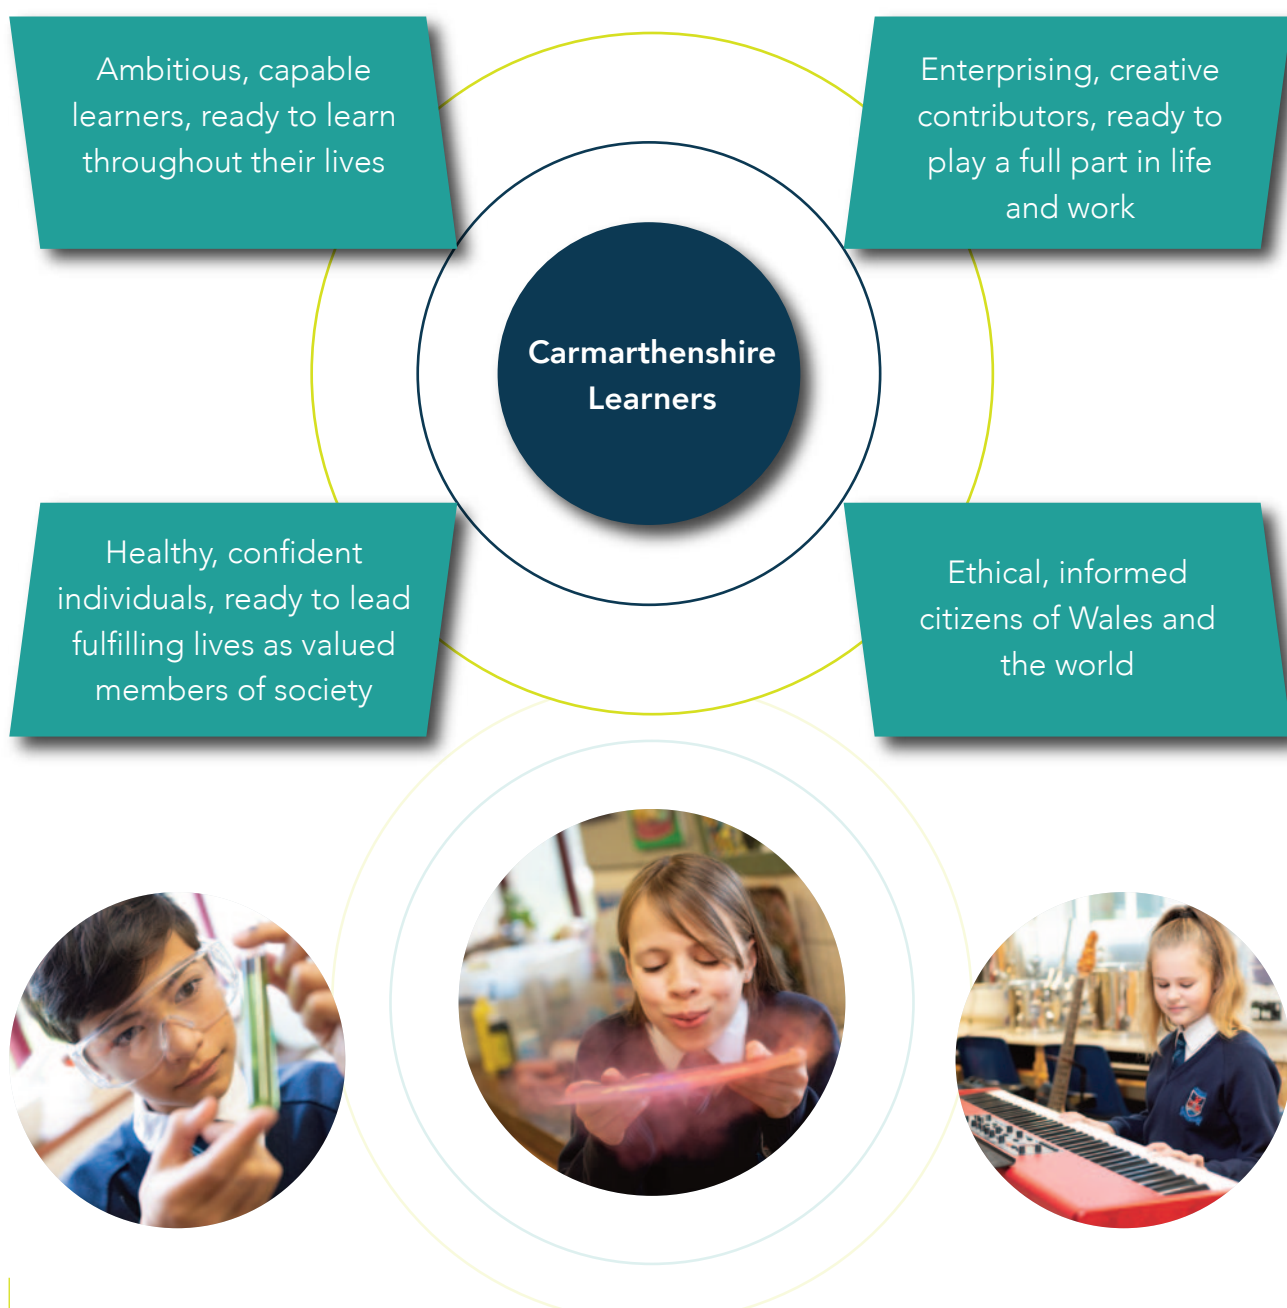 Ambitious, capable
learners, ready to learn
throughout their lives
Enterprising, creative
contributors, ready to
play a full part in life
and work
Carmarthenshire
Learners
Healthy, confident
individuals, ready to lead
fulfilling lives as valued
members of society
Ethical, informed
citizens of Wales and
the world